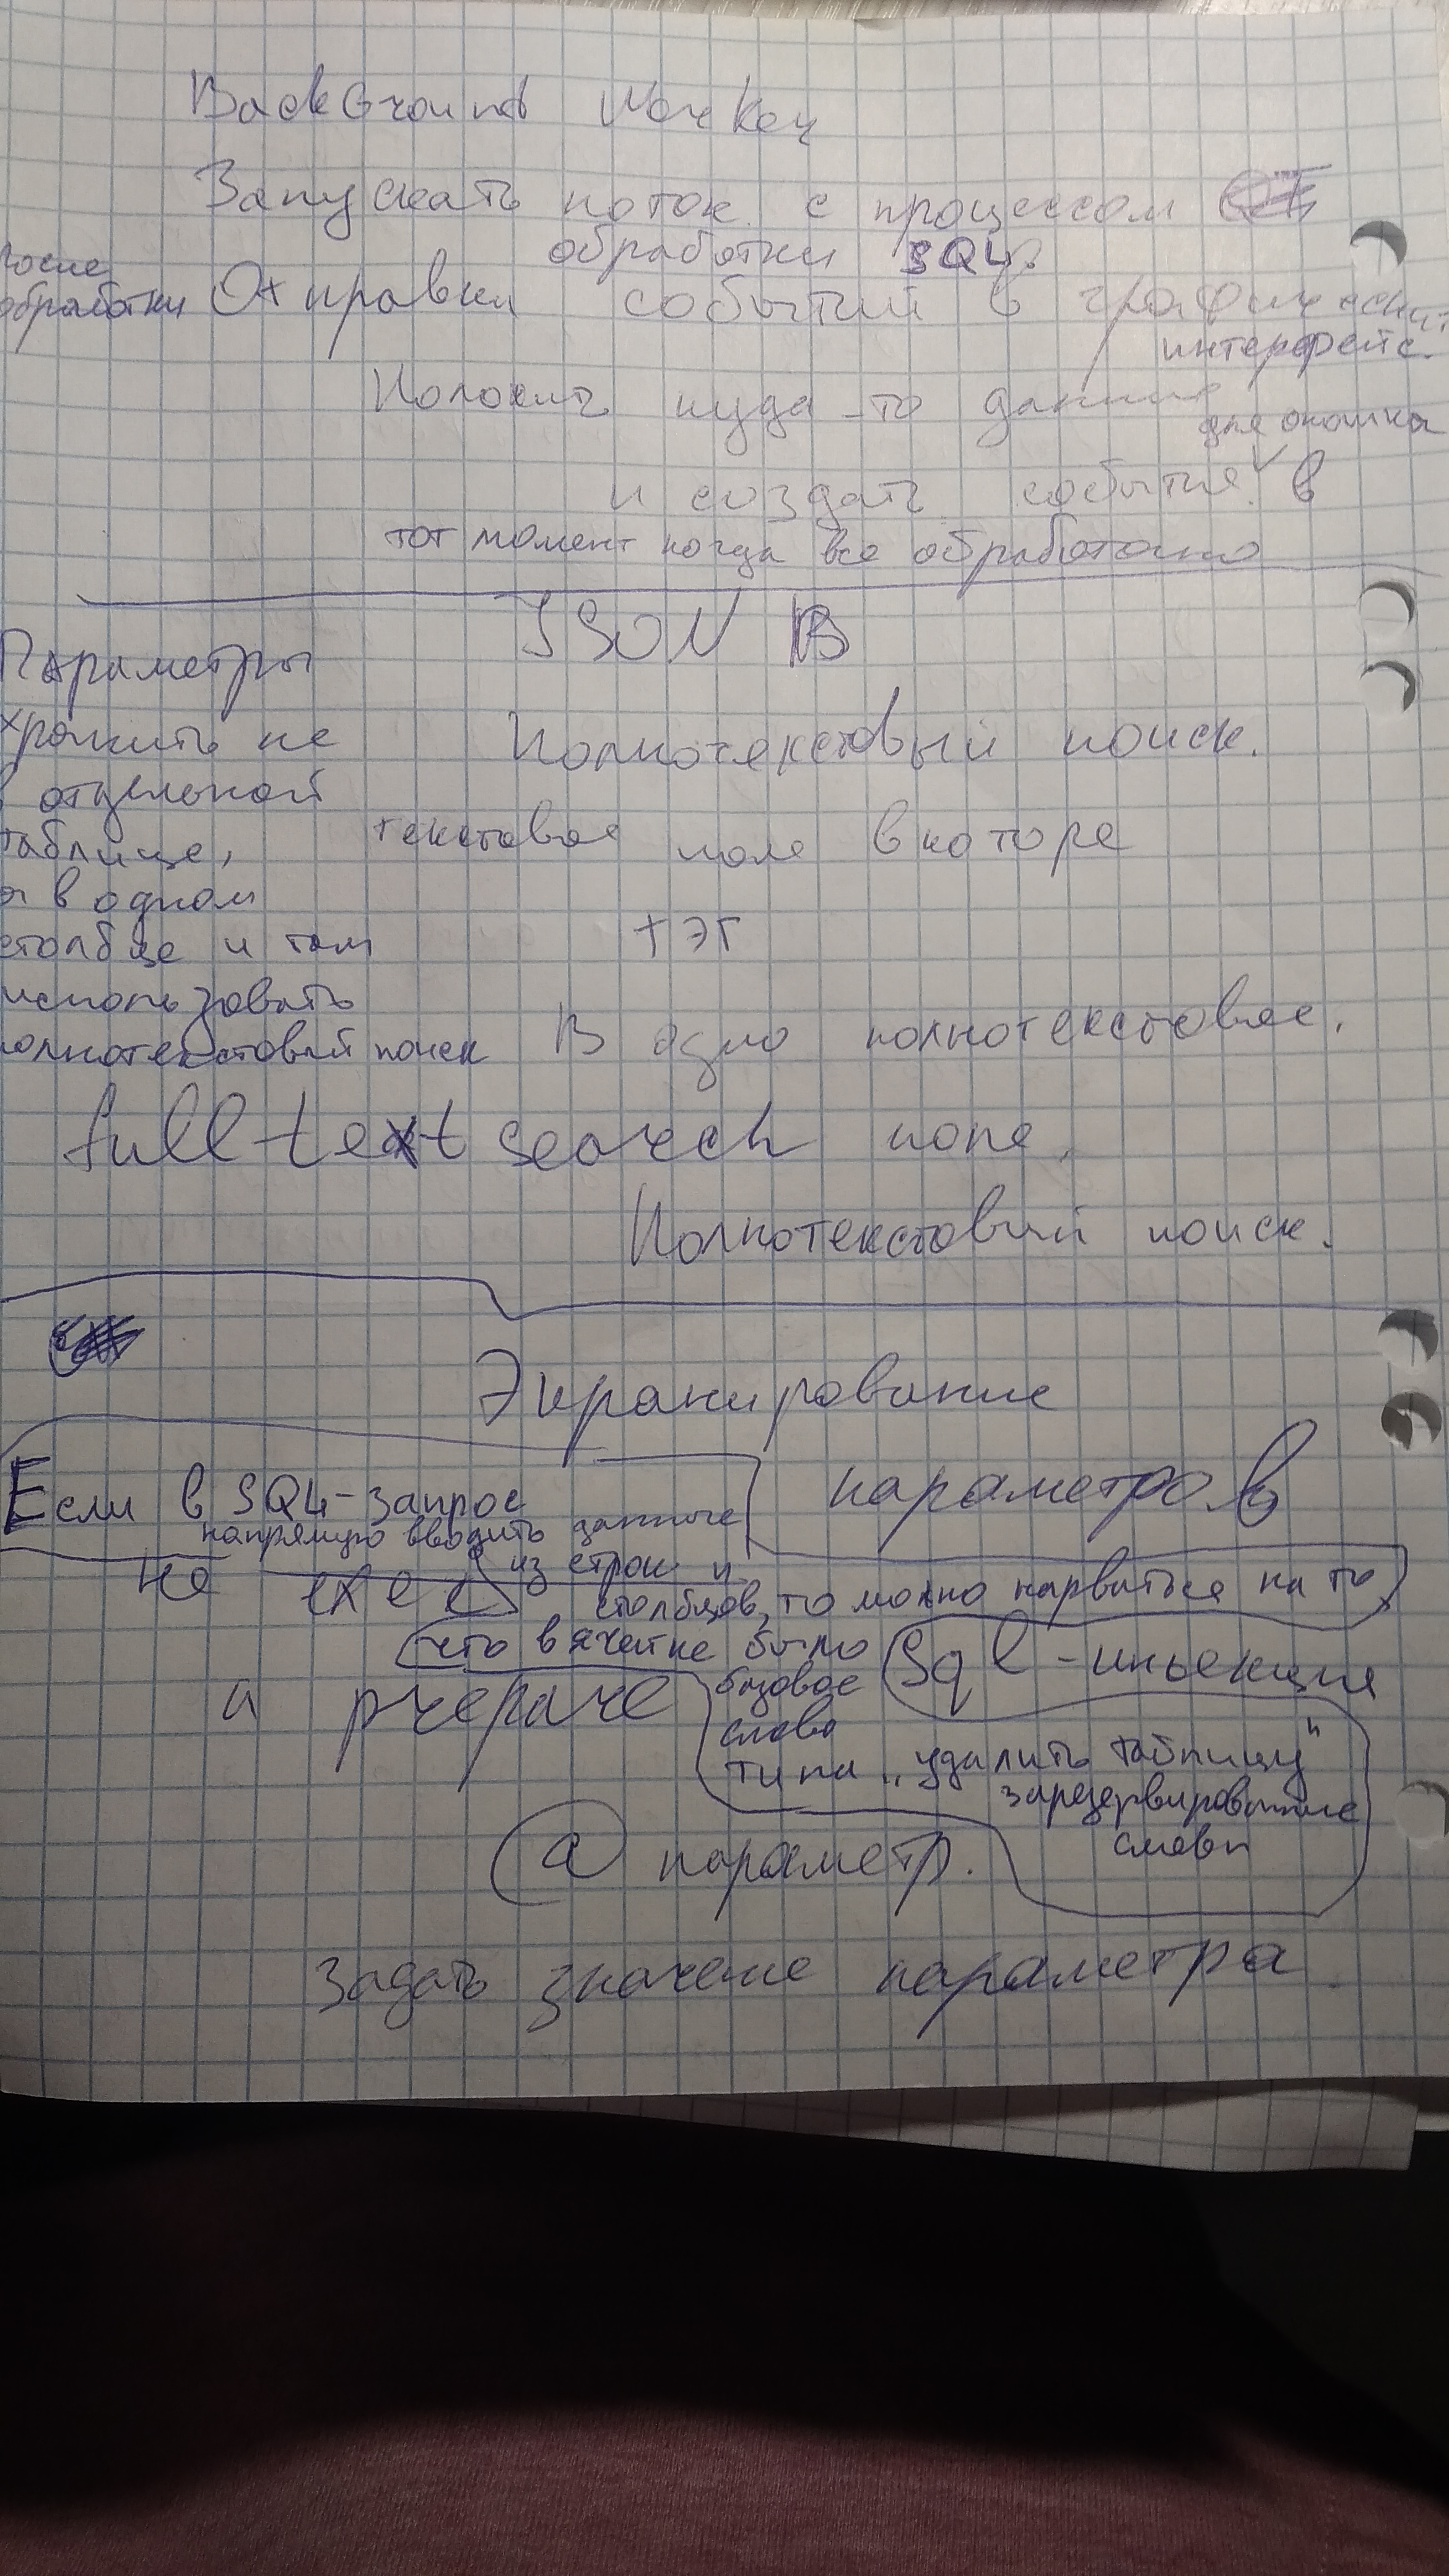 BackGround Worker
Запускать поток с процессом
обработки SQL.
после
обработки
Отправки событий в графический
интерфейс.
Положить куда-то данные
для окошка
и создать событие в
тот момент когда все обработано
JSON B
Параметры
хранить не
в отдельной
таблице,
а в одном
столбце и там
использовать
полнотекстовый поиск
Полнотекстовый поиск.
текстовое поле в которе
тэг
В одно полнотекстовое,
full text search поле,
Полнотекстовый поиск.
Экранирование
параметров
Если в SQL-запрос
напрямую вводить данные
из строк и
столбцов, то можно нарваться на то
что в ячейке было
базовое
слово
типа „удалить таблицу"
зарезервированные
слова
не exec
Sql-инъекция
а prepare
@ параметр.
Задать значене параметра